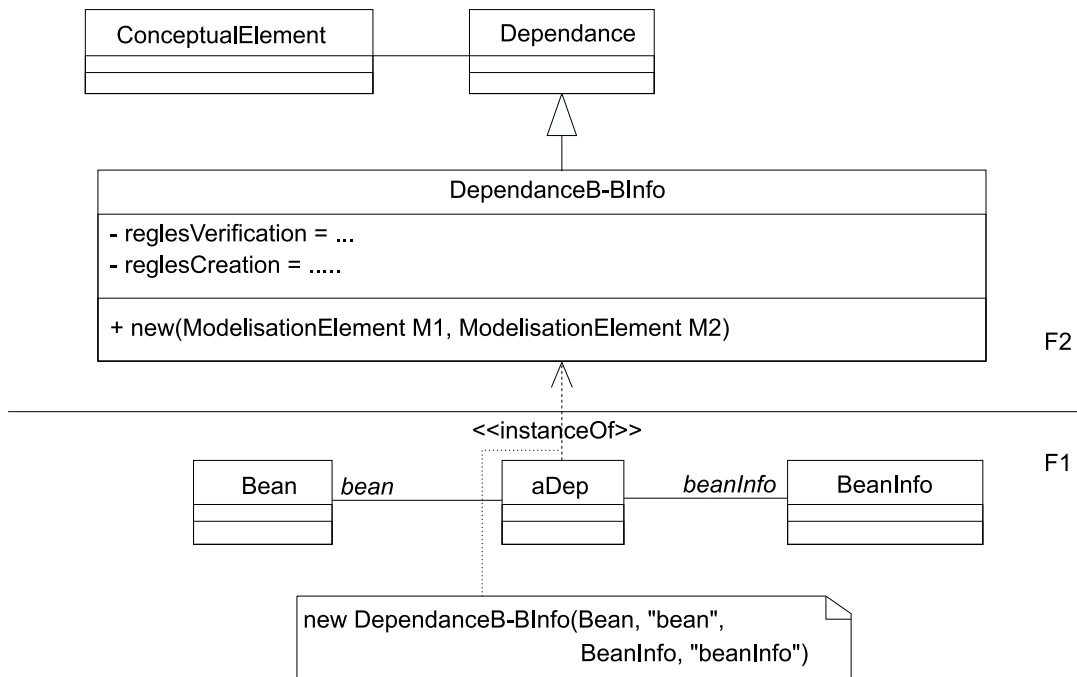 ConceptualElement
Dependance
DependanceB-BInfo
- reglesVerification = ...
- reglesCreation = .....
+ new(ModelisationElement M1, ModelisationElement M2)
F2
<<instanceOf>>
F1
Bean
bean
aDep
beanInfo
BeanInfo
new DependanceB-BInfo(Bean, "bean",
BeanInfo, "beanInfo")